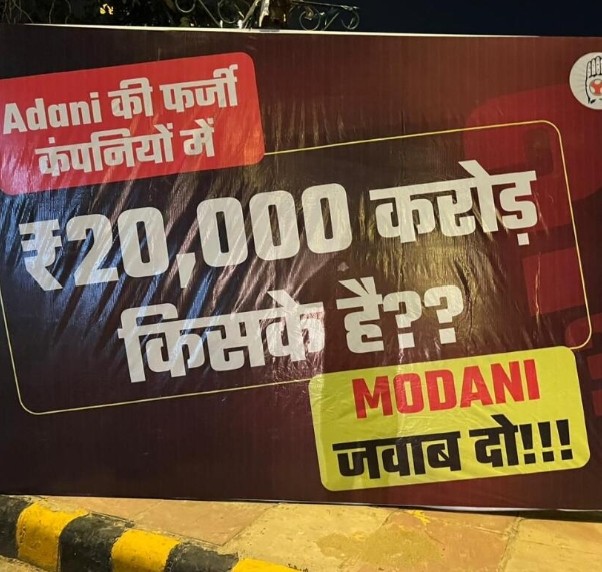 Adani की फर्जी
कंपनियों में
₹20,000 करोड़
किसके है??
MODANI
जवाब दो!!!